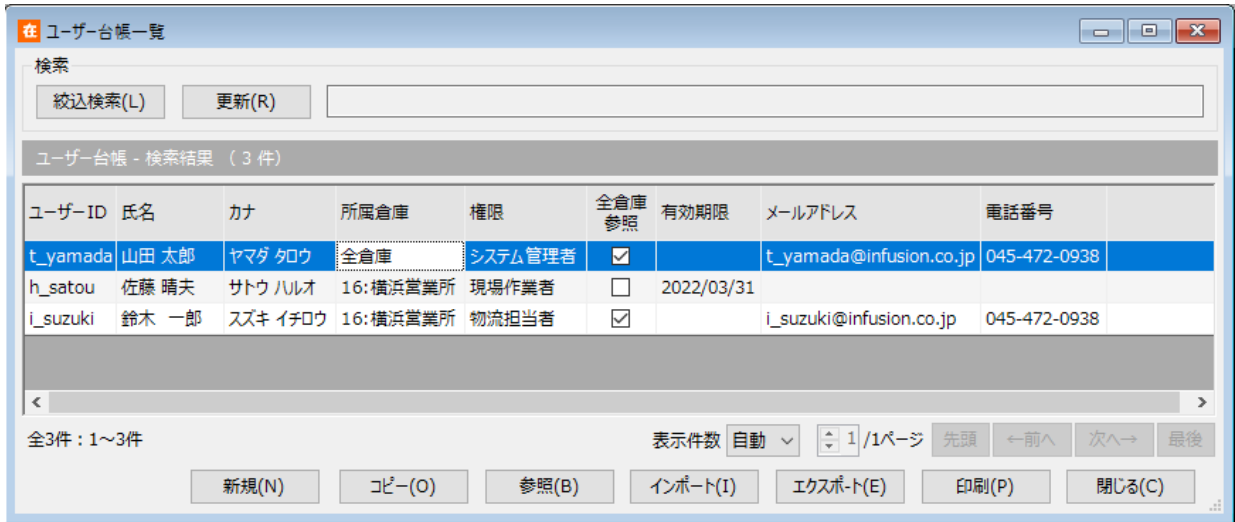 在 ユーザー台帳一覧
検索
絞込検索(L) 更新(R)
ユーザー台帳 - 検索結果 （ 3 件）
ユーザーID 氏名 カナ 所属倉庫 権限 全倉庫参照 有効期限 メールアドレス 電話番号
t_yamada 山田 太郎 ヤマダ タロウ 全倉庫 システム管理者 t_yamada@infusion.co.jp 045-472-0938
h_satou 佐藤 晴夫 サトウ ハルオ 16:横浜営業所 現場作業者 2022/03/31
i_suzuki 鈴木 一郎 スズキ イチロウ 16:横浜営業所 物流担当者 i_suzuki@infusion.co.jp 045-472-0938
全3件：1～3件 表示件数 自動 1 /1ページ 先頭 ←前へ 次へ→ 最後
新規(N) コピー(O) 参照(B) インポート(I) エクスポート(E) 印刷(P) 閉じる(C)